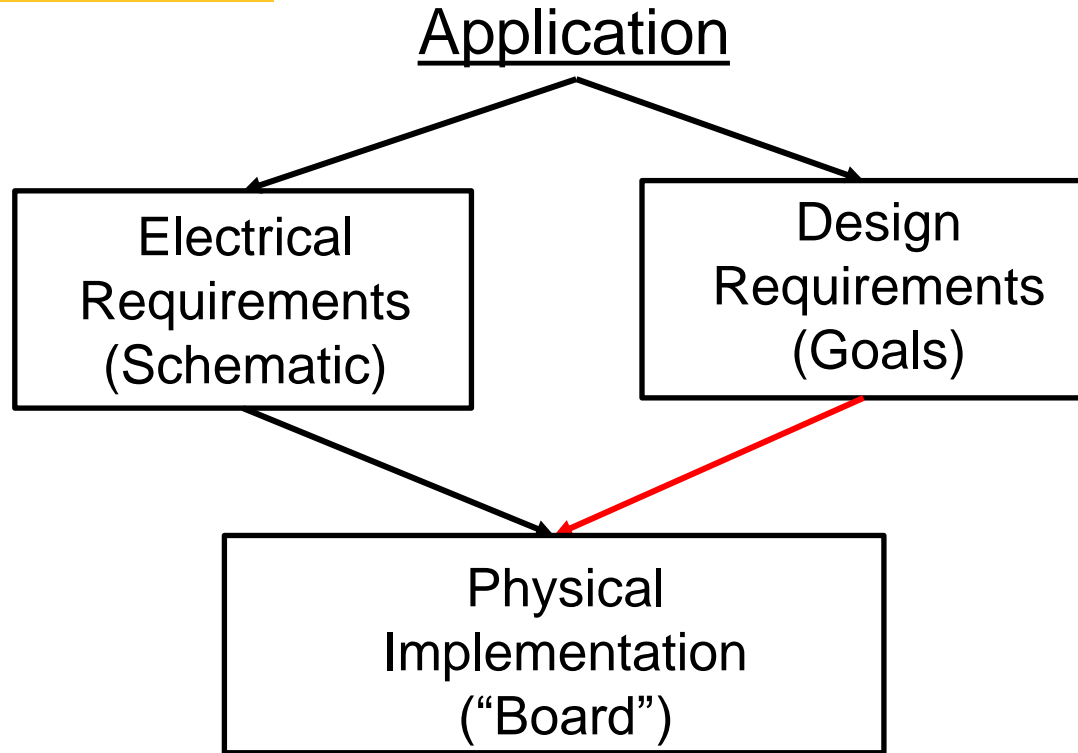 Application
Electrical
Requirements
(Schematic)
Design
Requirements
(Goals)
Physical
Implementation
(“Board”)